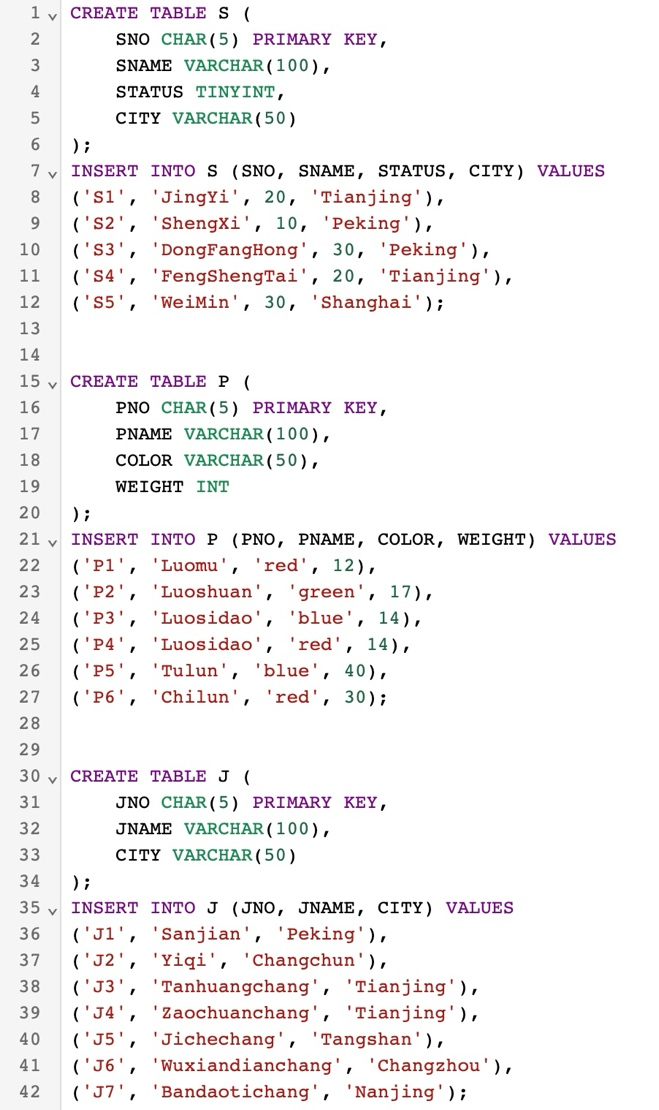 1 CREATE TABLE S (
2     SNO CHAR(5) PRIMARY KEY,
3     SNAME VARCHAR(100),
4     STATUS TINYINT,
5     CITY VARCHAR(50)
6 );
7 INSERT INTO S (SNO, SNAME, STATUS, CITY) VALUES
8 ('S1', 'JingYi', 20, 'Tianjing'),
9 ('S2', 'ShengXi', 10, 'Peking'),
10 ('S3', 'DongFangHong', 30, 'Peking'),
11 ('S4', 'FengShengTai', 20, 'Tianjing'),
12 ('S5', 'WeiMin', 30, 'Shanghai');
13
14
15 CREATE TABLE P (
16     PNO CHAR(5) PRIMARY KEY,
17     PNAME VARCHAR(100),
18     COLOR VARCHAR(50),
19     WEIGHT INT
20 );
21 INSERT INTO P (PNO, PNAME, COLOR, WEIGHT) VALUES
22 ('P1', 'Luomu', 'red', 12),
23 ('P2', 'Luoshuan', 'green', 17),
24 ('P3', 'Luosidao', 'blue', 14),
25 ('P4', 'Luosidao', 'red', 14),
26 ('P5', 'Tulun', 'blue', 40),
27 ('P6', 'Chilun', 'red', 30);
28
29
30 CREATE TABLE J (
31     JNO CHAR(5) PRIMARY KEY,
32     JNAME VARCHAR(100),
33     CITY VARCHAR(50)
34 );
35 INSERT INTO J (JNO, JNAME, CITY) VALUES
36 ('J1', 'Sanjian', 'Peking'),
37 ('J2', 'Yiqi', 'Changchun'),
38 ('J3', 'Tanhuangchang', 'Tianjing'),
39 ('J4', 'Zaochuanchang', 'Tianjing'),
40 ('J5', 'Jichechang', 'Tangshan'),
41 ('J6', 'Wuxiandianchang', 'Changzhou'),
42 ('J7', 'Bandaotichang', 'Nanjing');